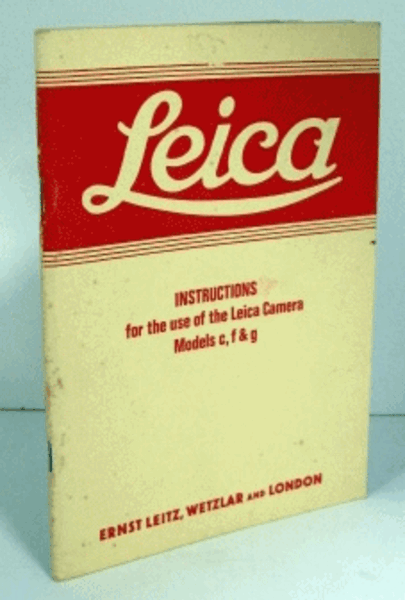 Leica
INSTRUCTIONS
for the use of the Leica Camera
Models c, f & g
ERNST LEITZ, WETZLAR AND LONDON